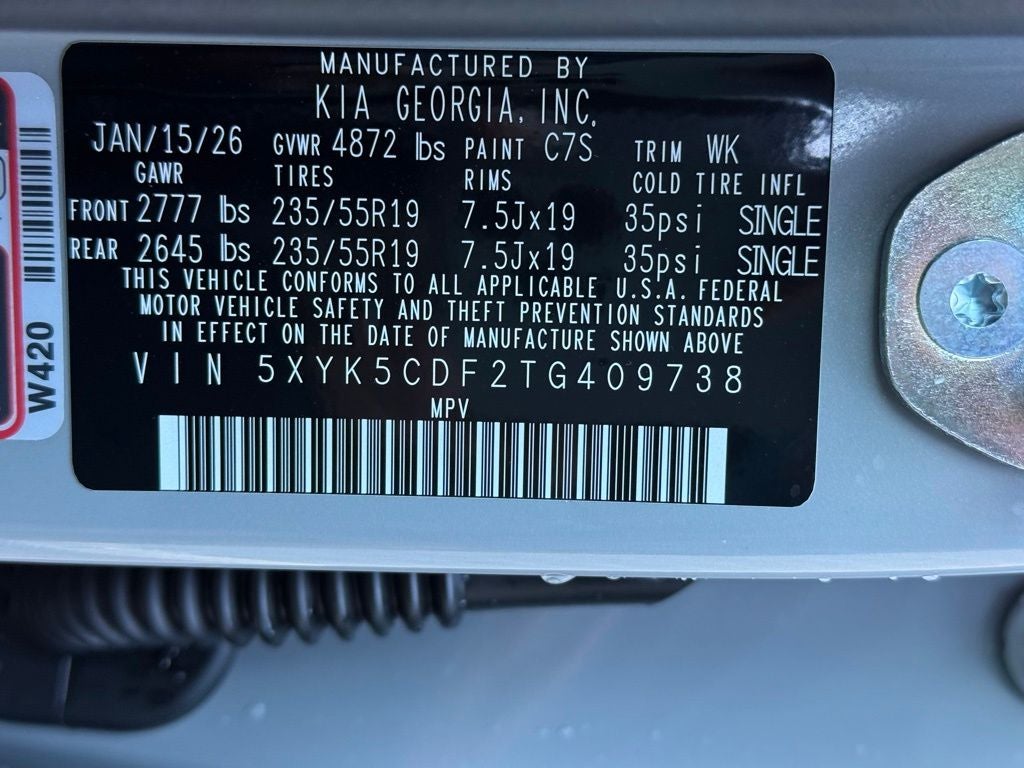 MANUFACTURED BY
KIA GEORGIA, INC.
JAN/15/26 GVWR 4872 lbs PAINT C7S TRIM WK
GAWR TIRES RIMS COLD TIRE INFL
FRONT 2777 lbs 235/55R19 7.5Jx19 35psi SINGLE
REAR 2645 lbs 235/55R19 7.5Jx19 35psi SINGLE
THIS VEHICLE CONFORMS TO ALL APPLICABLE U.S.A. FEDERAL
MOTOR VEHICLE SAFETY AND THEFT PREVENTION STANDARDS
IN EFFECT ON THE DATE OF MANUFACTURE SHOWN ABOVE
VIN 5XYK5CDF2TG409738
MPV
W420